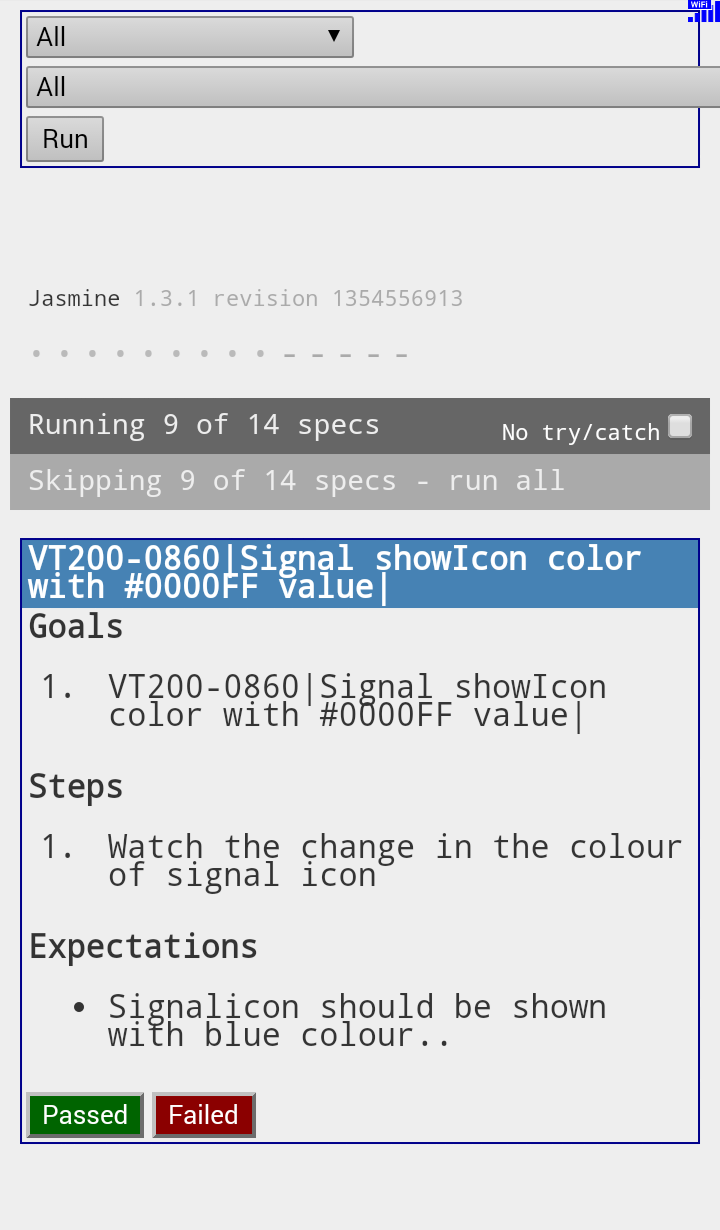 WiFi
All ▼
All
Run
Jasmine 1.3.1 revision 1354556913
• • • • • • • • • - - - - -
Running 9 of 14 specs No try/catch
Skipping 9 of 14 specs - run all
VT200-0860|Signal showIcon color
with #0000FF value|
Goals
1. VT200-0860|Signal showIcon
color with #0000FF value|
Steps
1. Watch the change in the colour
of signal icon
Expectations
• Signalicon should be shown
with blue colour..
Passed Failed